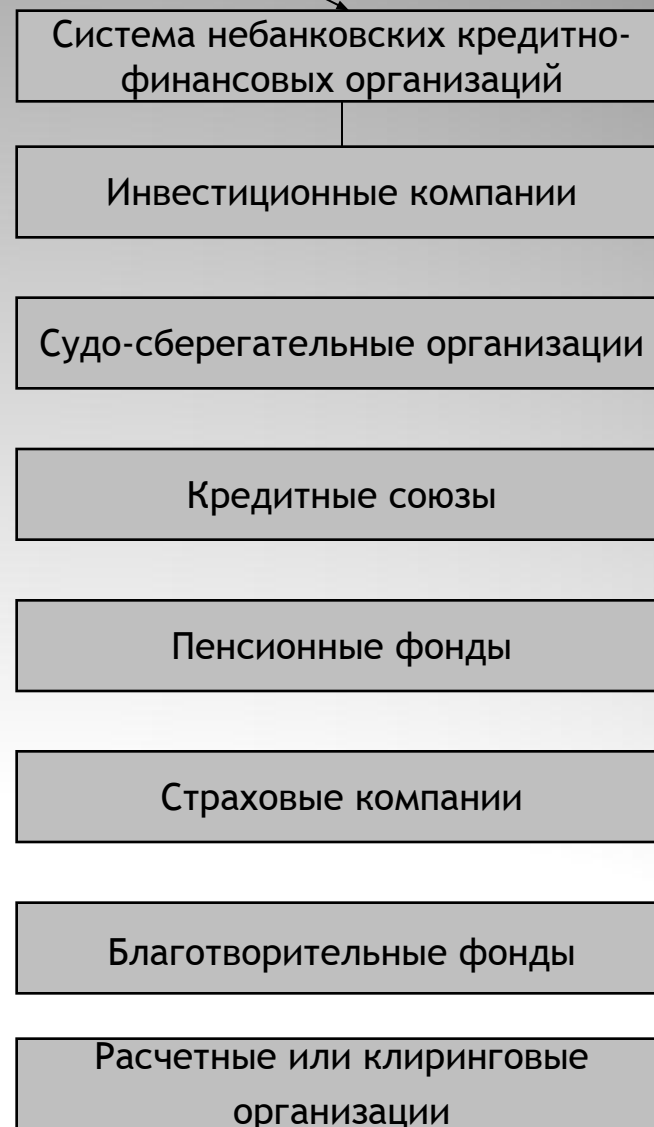 Система небанковских кредитно-
финансовых организаций
Инвестиционные компании
Судо-сберегательные организации
Кредитные союзы
Пенсионные фонды
Страховые компании
Благотворительные фонды
Расчетные или клиринговые
организации